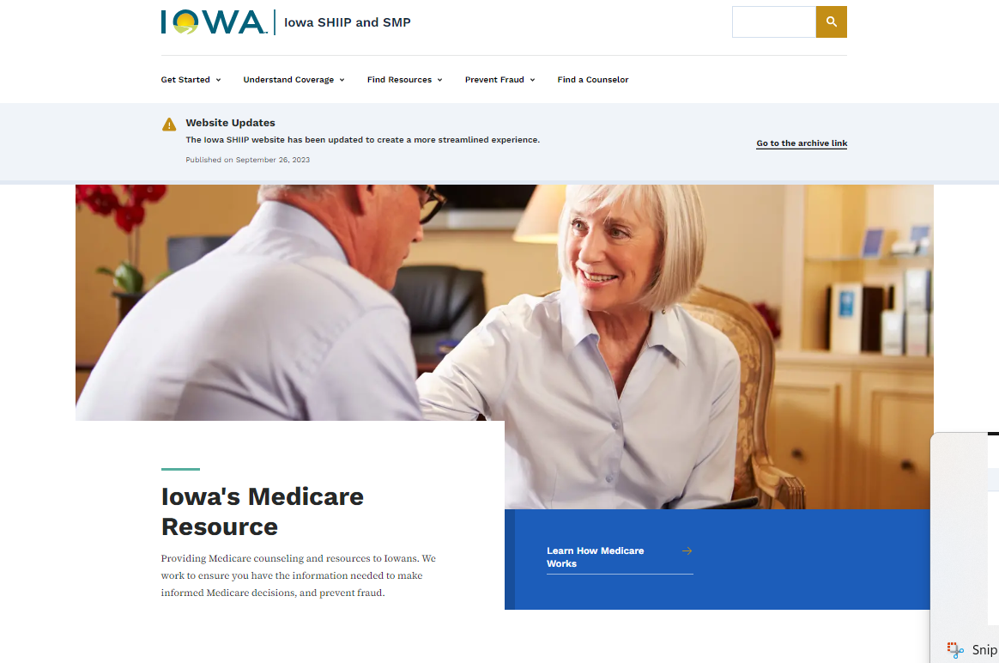 IOWA
Iowa SHIIP and SMP
Get Started
Understand Coverage
Find Resources
Prevent Fraud
Find a Counselor
Website Updates
The Iowa SHIIP website has been updated to create a more streamlined experience.
Published on September 26, 2023
Go to the archive link
Iowa's Medicare
Resource
Providing Medicare counseling and resources to Iowans. We
work to ensure you have the information needed to make
informed Medicare decisions, and prevent fraud.
Learn How Medicare
Works
Snip